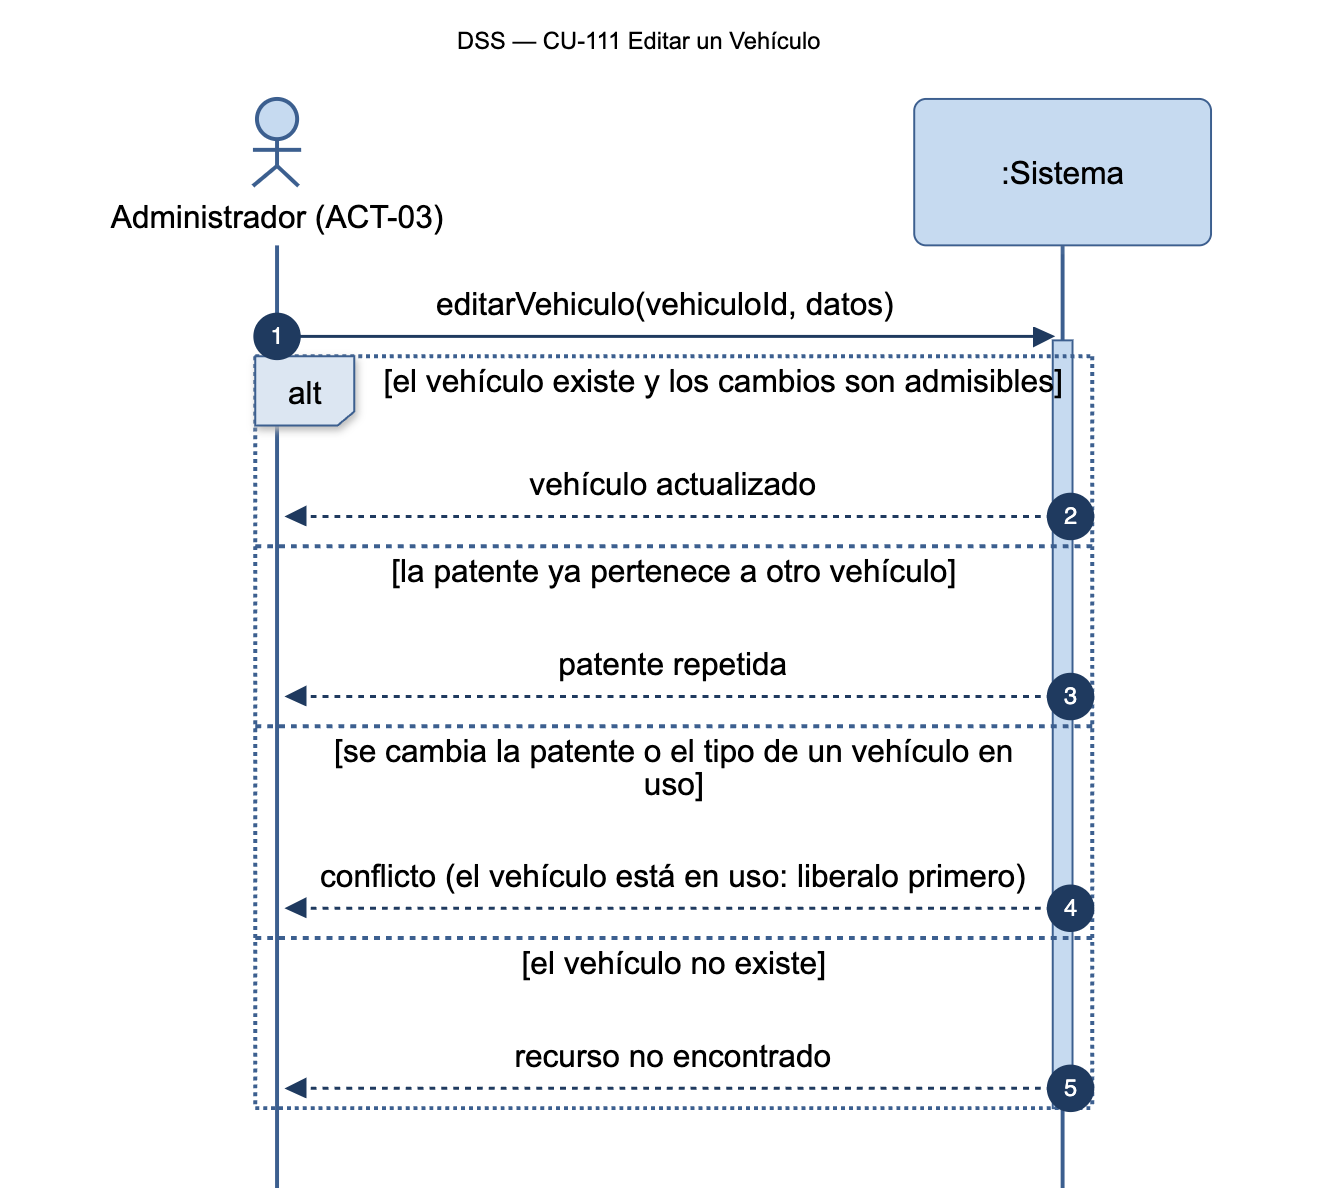 DSS — CU-111 Editar un Vehículo
Administrador (ACT-03)
:Sistema
editarVehiculo(vehiculoId, datos)
1
alt
[el vehículo existe y los cambios son admisibles]
vehículo actualizado
2
[la patente ya pertenece a otro vehículo]
patente repetida
3
[se cambia la patente o el tipo de un vehículo en
uso]
conflicto (el vehículo está en uso: liberalo primero)
4
[el vehículo no existe]
recurso no encontrado
5